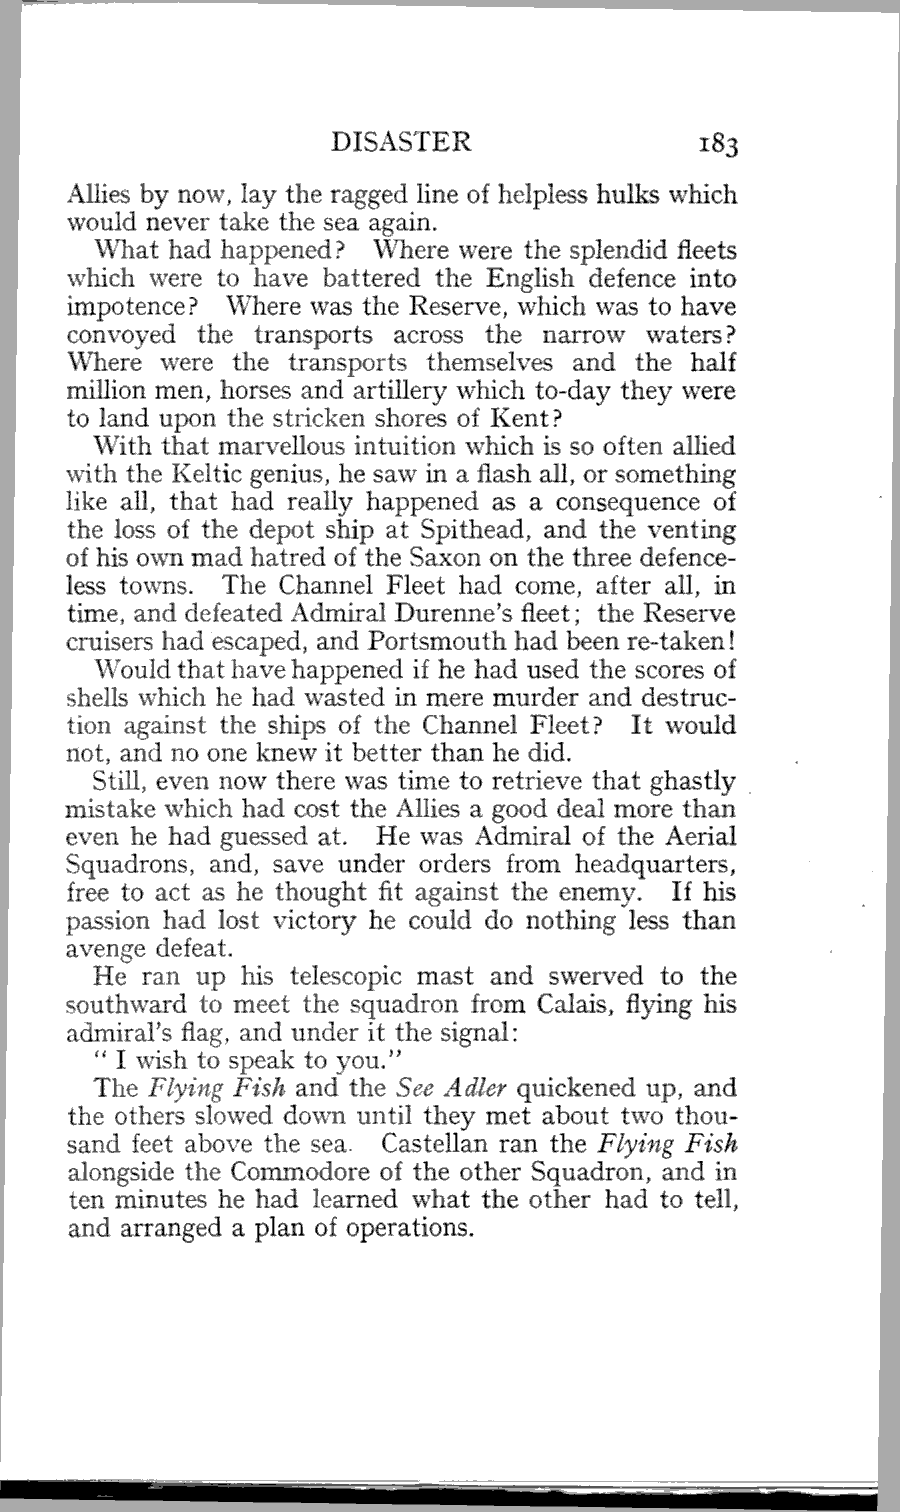 DISASTER 183
Allies by now, lay the ragged line of helpless hulks which
would never take the sea again.
What had happened? Where were the splendid fleets
which were to have battered the English defence into
impotence? Where was the Reserve, which was to have
convoyed the transports across the narrow waters?
Where were the transports themselves and the half
million men, horses and artillery which to-day they were
to land upon the stricken shores of Kent?
With that marvellous intuition which is so often allied
with the Keltic genius, he saw in a flash all, or something
like all, that had really happened as a consequence of
the loss of the depot ship at Spithead, and the venting
of his own mad hatred of the Saxon on the three defence-
less towns. The Channel Fleet had come, after all, in
time, and defeated Admiral Durenne's fleet; the Reserve
cruisers had escaped, and Portsmouth had been re-taken!
Would that have happened if he had used the scores of
shells which he had wasted in mere murder and destruc-
tion against the ships of the Channel Fleet? It would
not, and no one knew it better than he did.
Still, even now there was time to retrieve that ghastly
mistake which had cost the Allies a good deal more than
even he had guessed at. He was Admiral of the Aerial
Squadrons, and, save under orders from headquarters,
free to act as he thought fit against the enemy. If his
passion had lost victory he could do nothing less than
avenge defeat.
He ran up his telescopic mast and swerved to the
southward to meet the squadron from Calais, flying his
admiral's flag, and under it the signal:
" I wish to speak to you."
The Flying Fish and the See Adler quickened up, and
the others slowed down until they met about two thou-
sand feet above the sea. Castellan ran the Flying Fish
alongside the Commodore of the other Squadron, and in
ten minutes he had learned what the other had to tell,
and arranged a plan of operations.